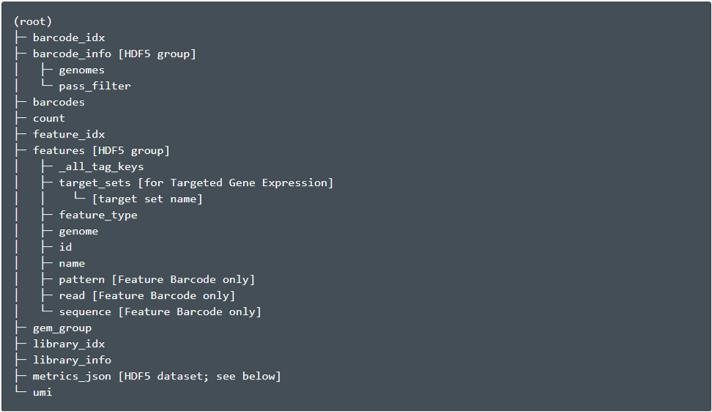 (root)
├─ barcode_idx
├─ barcode_info [HDF5 group]
│   ├─ genomes
│   └─ pass_filter
├─ barcodes
├─ count
├─ feature_idx
├─ features [HDF5 group]
│   ├─ _all_tag_keys
│   ├─ target_sets [for Targeted Gene Expression]
│   │   └─ [target set name]
│   ├─ feature_type
│   ├─ genome
│   ├─ id
│   ├─ name
│   ├─ pattern [Feature Barcode only]
│   ├─ read [Feature Barcode only]
│   └─ sequence [Feature Barcode only]
├─ gem_group
├─ library_idx
├─ library_info
├─ metrics_json [HDF5 dataset; see below]
└─ umi